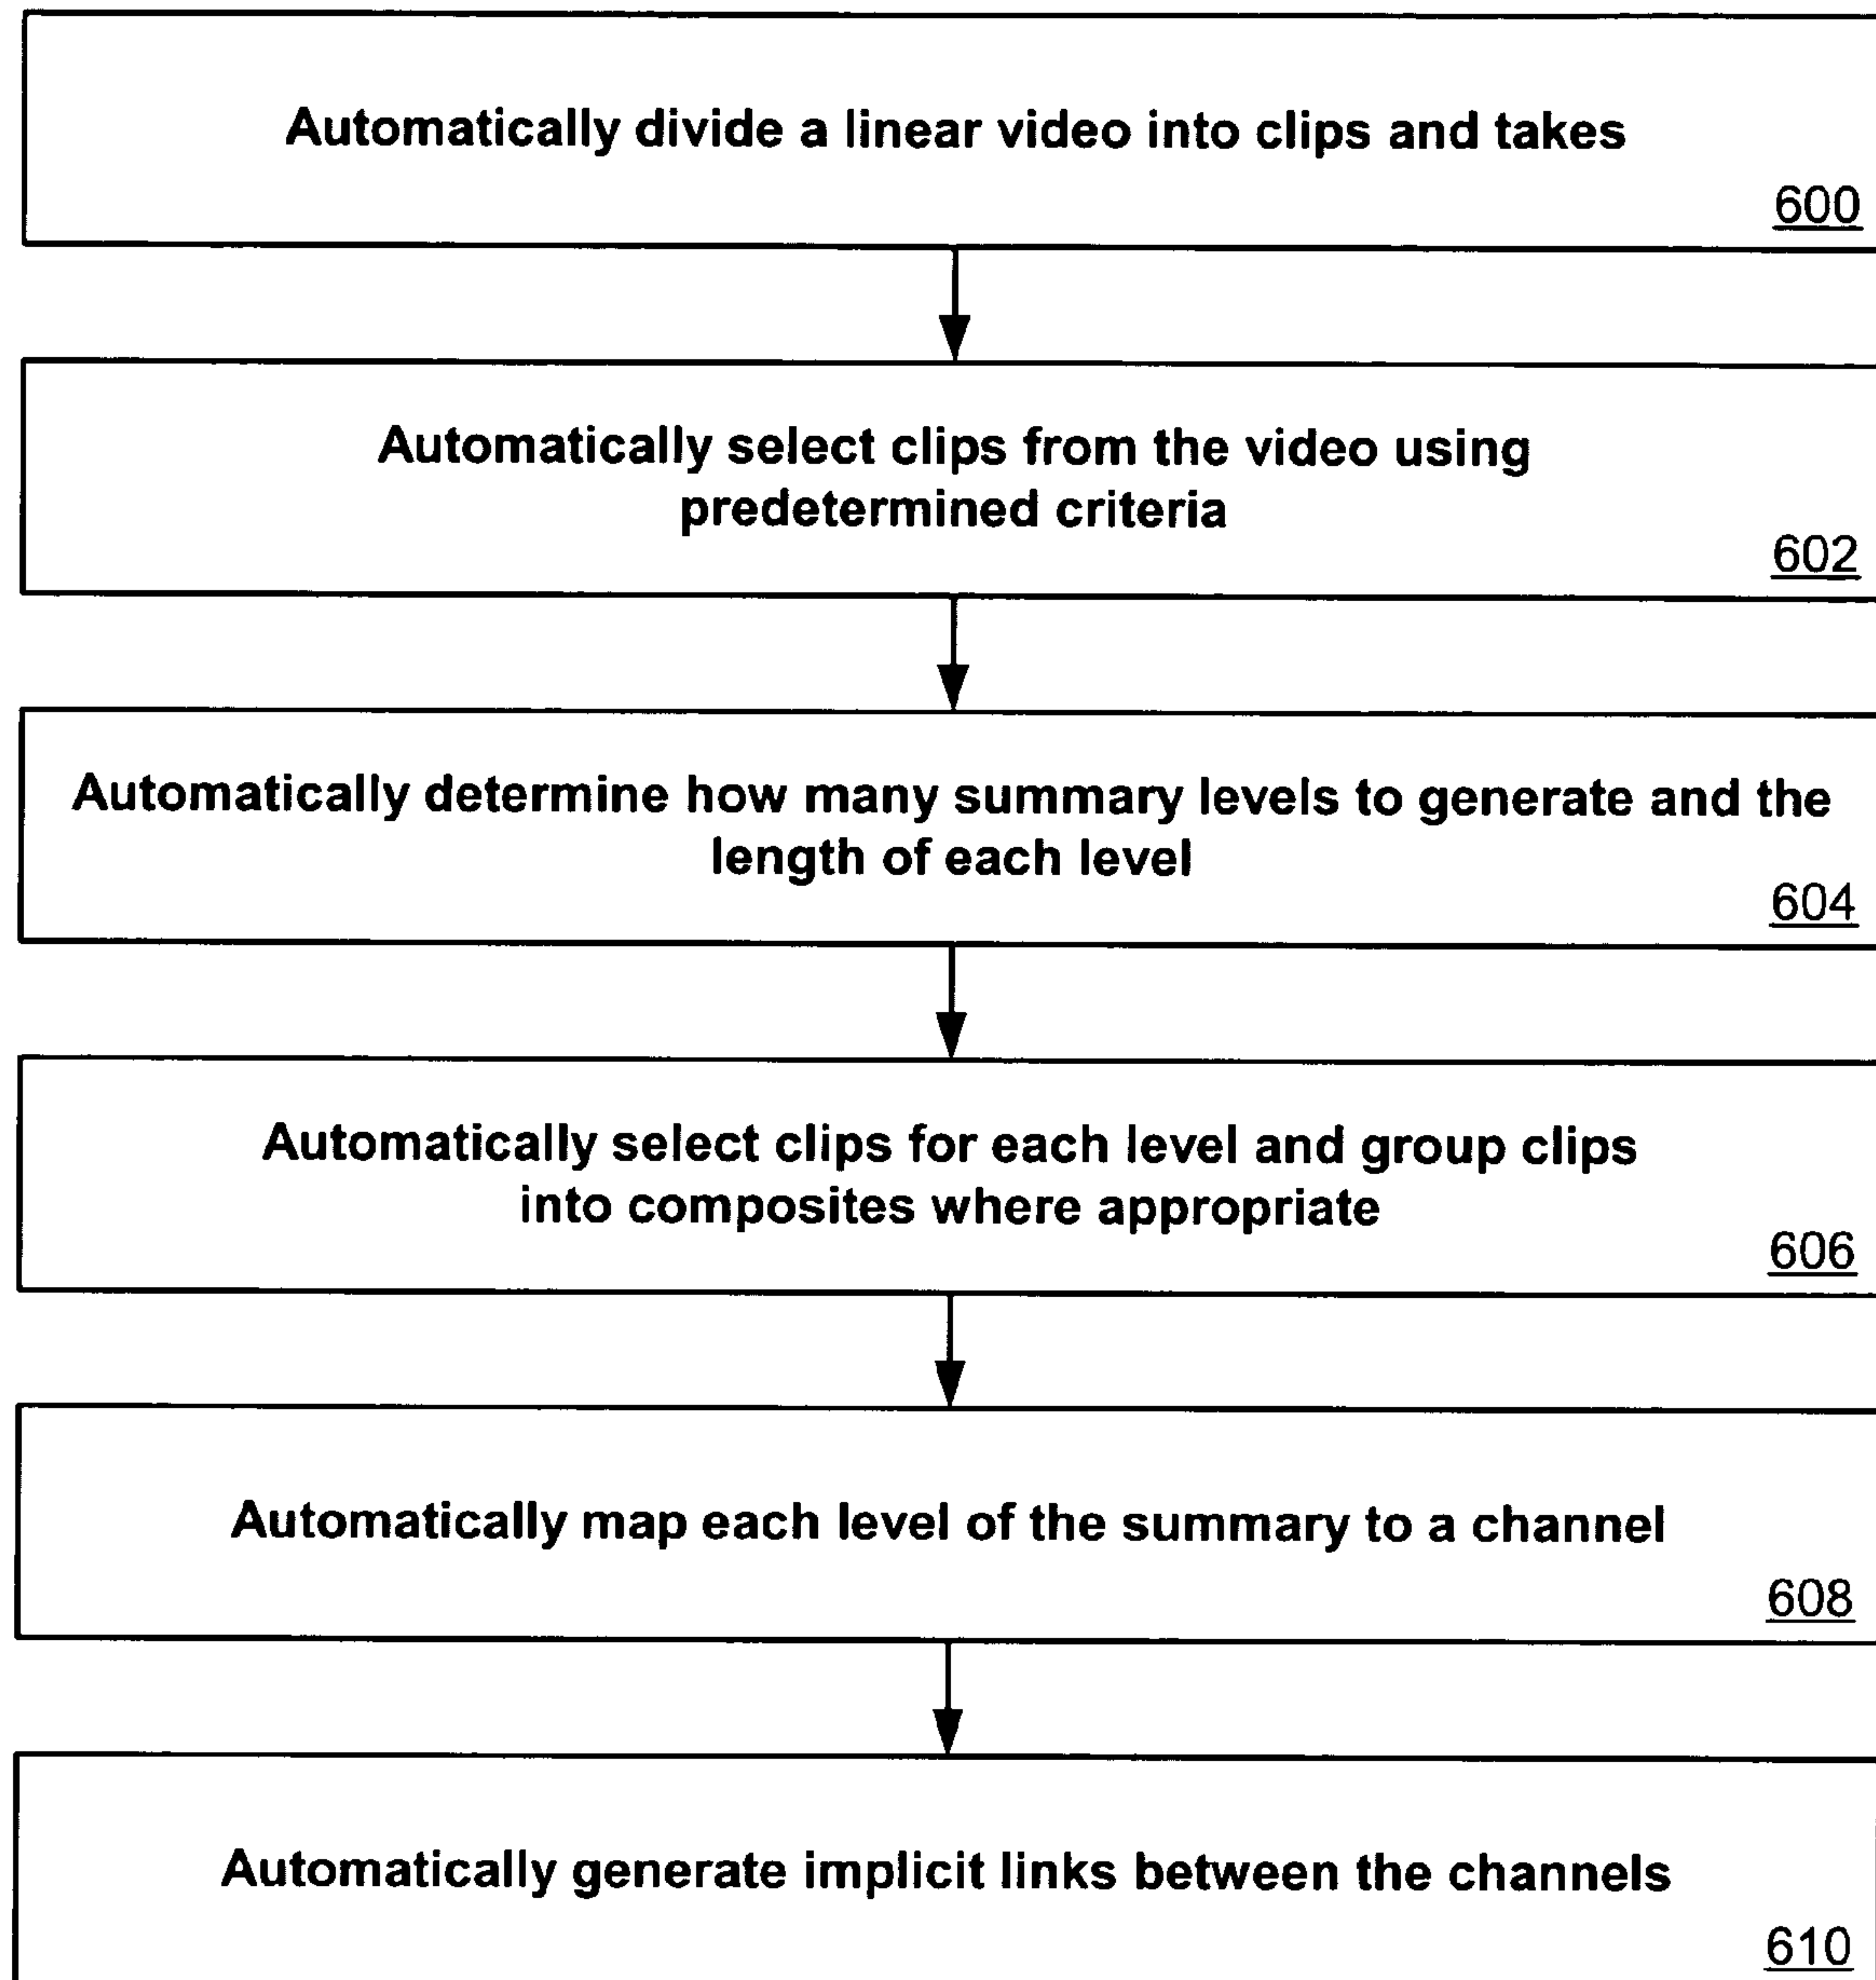 Automatically divide a linear video into clips and takes
600
Automatically select clips from the video using
predetermined criteria
602
Automatically determine how many summary levels to generate and the
length of each level
604
Automatically select clips for each level and group clips
into composites where appropriate
606
Automatically map each level of the summary to a channel
608
Automatically generate implicit links between the channels
610